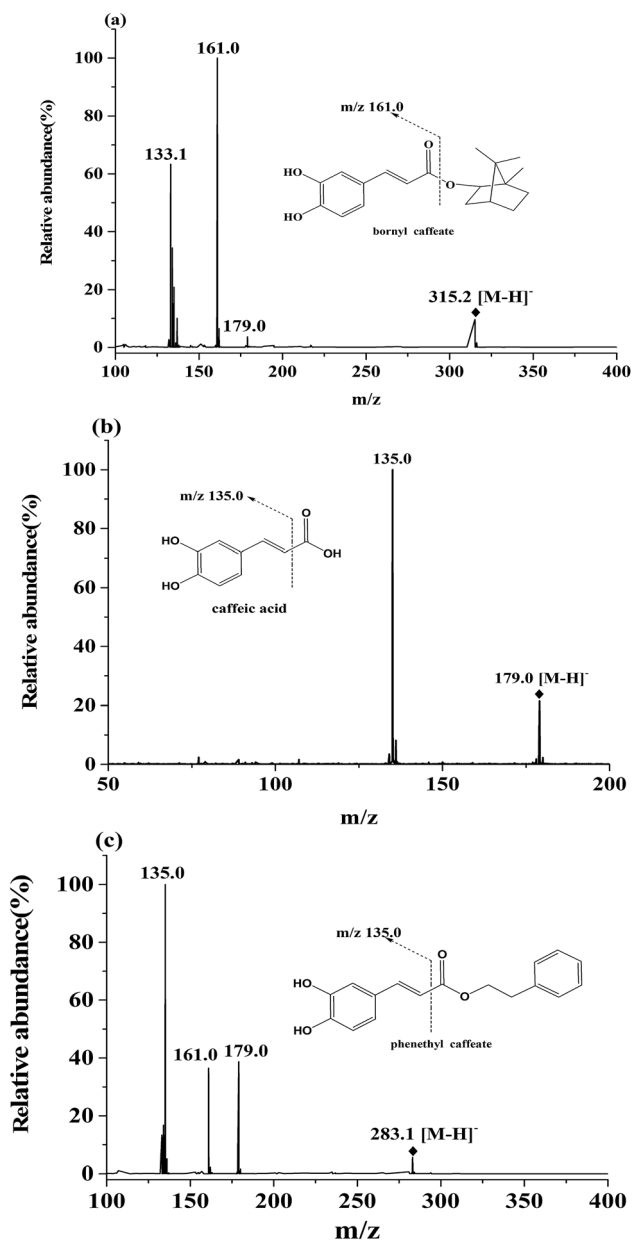 (a)
161.0
133.1
179.0
315.2 [M-H]-
m/z 161.0
HO
HO
O
O
bornyl caffeate
Relative abundance(%)
100
80
60
40
20
0
100 150 200 250 300 350 400
m/z
(b)
135.0
179.0 [M-H]-
m/z 135.0
HO
HO
O
OH
caffeic acid
Relative abundance(%)
100
80
60
40
20
0
50 100 150 200
m/z
(c)
135.0
161.0
179.0
283.1 [M-H]-
m/z 135.0
HO
HO
O
O
phenethyl caffeate
Relative abundance(%)
100
80
60
40
20
0
100 150 200 250 300 350 400
m/z